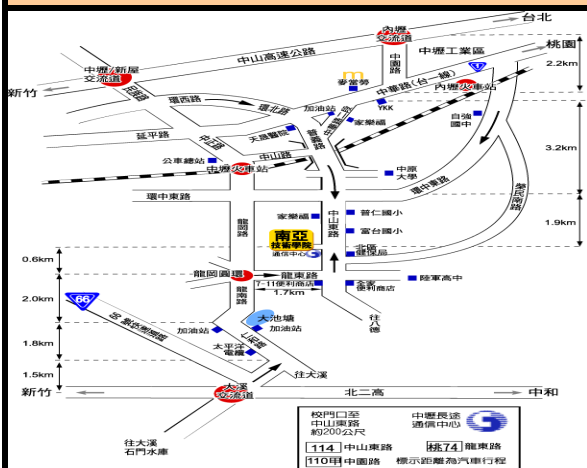 台北
內壢
交流道
中山高速公路
中園路
中壢工業區
桃園
2.2km
中壢/新屋
交流道
新竹
民族路
環西路
環北路
麥當勞
中華路(台一線)
1
內壢火車站
YKK
加油站
家樂福
自強
國中
延平路
中正路
天晟醫院
普義路
公車總站
中山路
中壢火車站
中原
大學
3.2km
環中東路
環中東路
龍岡路
家樂福
中山東路
普仁國小
富台國小
北區
健保局
1.9km
南亞
技術學院
通信中心
0.6km
龍岡圓環
龍東路
7-11便利商店
1.7km
全家
便利商店
陸軍高中
往八德
2.0km
66
龍南路
大池塘
加油站
加油站
太平洋
電纜
1.8km
1.5km
往大溪
新竹
大溪
交流道
北二高
中和
往大溪
石門水庫
校門口至
中山東路
約200公尺
中壢長途
通信中心
114 中山東路
桃74 龍東路
110甲 中園路
標示距離為汽車行程